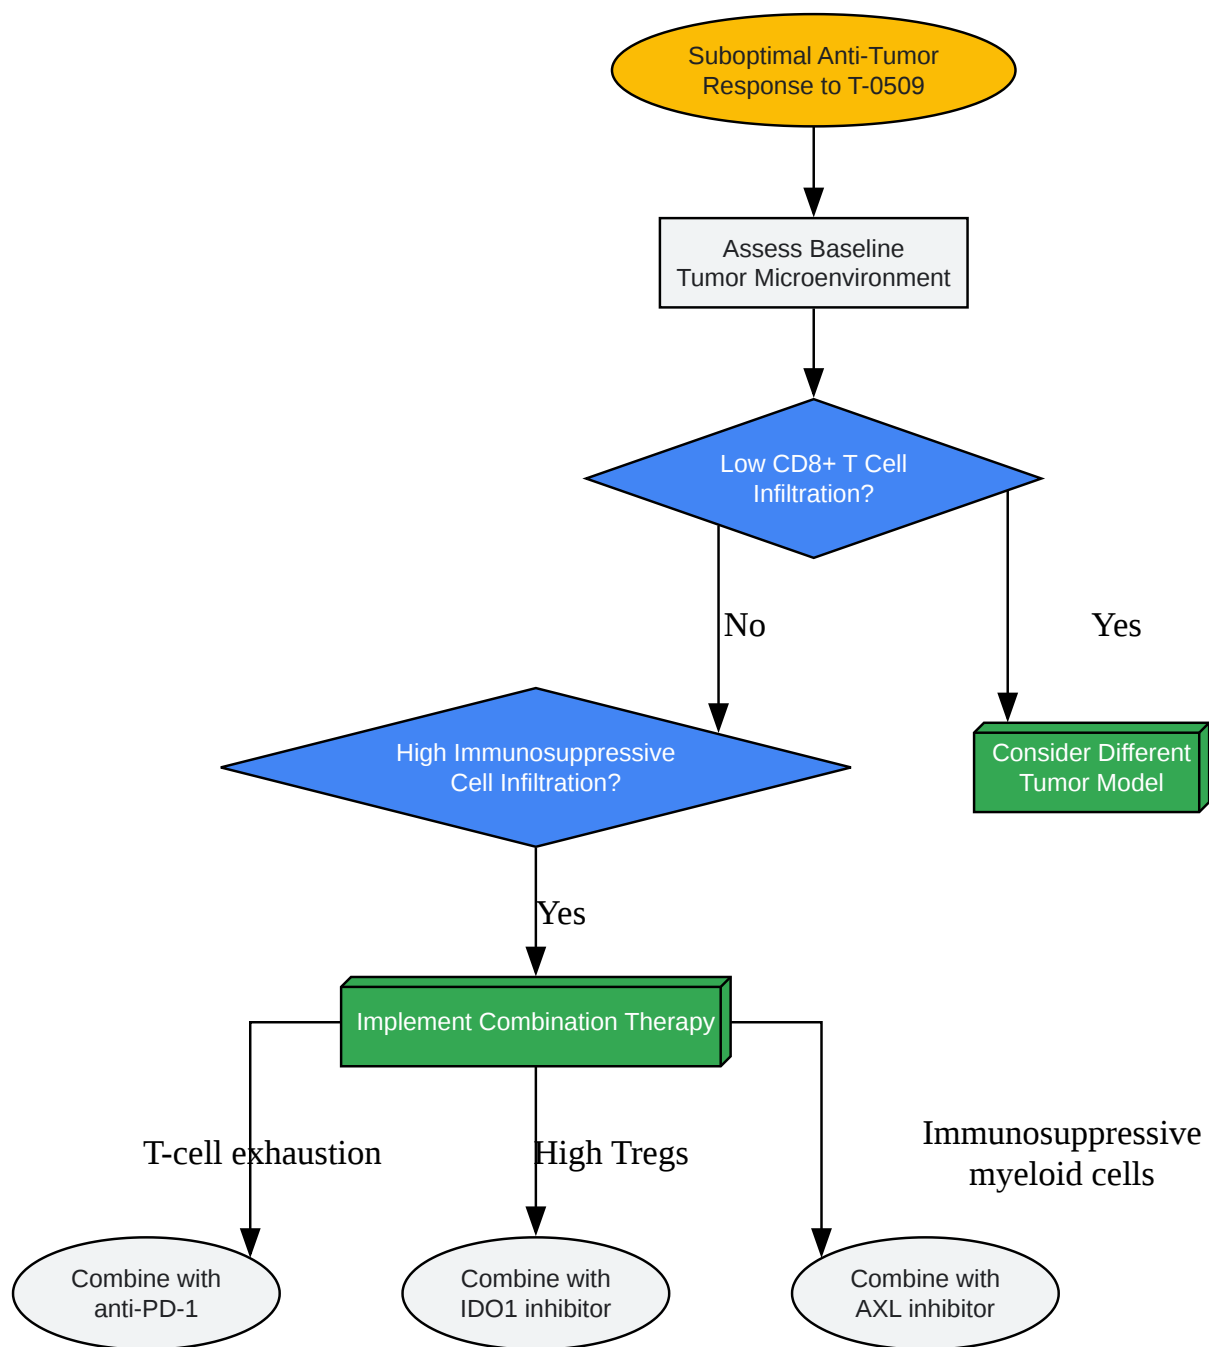 Suboptimal Anti-Tumor
Response to T-0509
Assess Baseline
Tumor Microenvironment
Low CD8+ T Cell
Infiltration?
No
Yes
High Immunosuppressive
Cell Infiltration?
Consider Different
Tumor Model
Yes
Implement Combination Therapy
T-cell exhaustion
High Tregs
Immunosuppressive
myeloid cells
Combine with
anti-PD-1
Combine with
IDO1 inhibitor
Combine with
AXL inhibitor